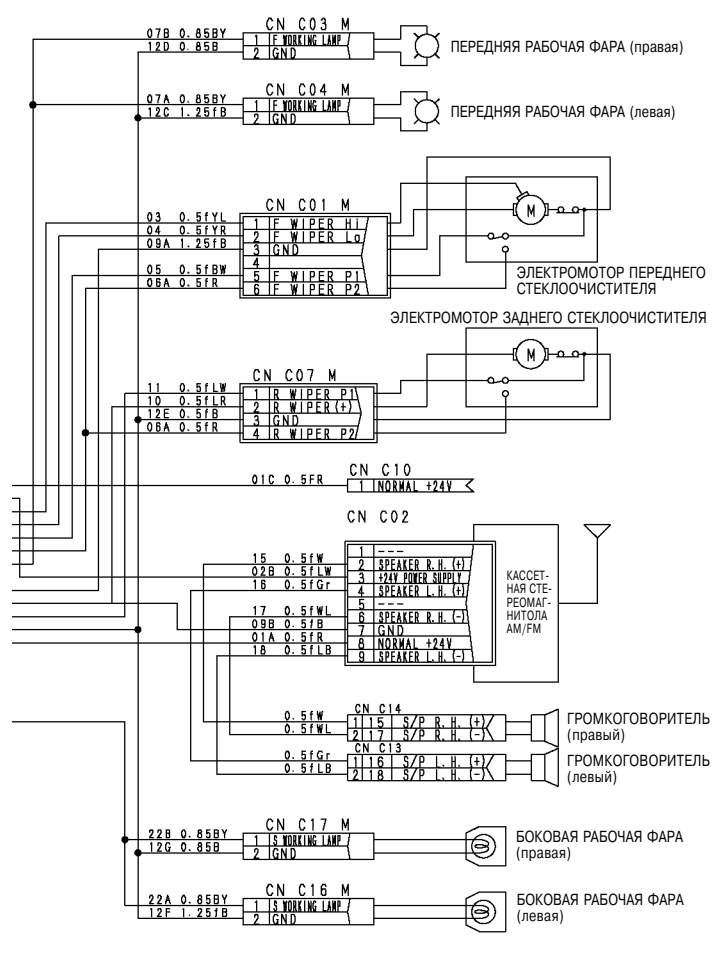 CN C03 M
07B 0.85BY 1 F WORKING LAMP
12D 0.85B 2 GND
ПЕРЕДНЯЯ РАБОЧАЯ ФАРА (правая)
CN C04 M
07A 0.85BY 1 F WORKING LAMP
12C 1.25fB 2 GND
ПЕРЕДНЯЯ РАБОЧАЯ ФАРА (левая)
CN C01 M
03 0.5fYL 1 F WIPER Hi
04 0.5fYR 2 F WIPER Lo
09A 1.25fB 3 GND
4
05 0.5fBW 5 F WIPER P1
06A 0.5fR 6 F WIPER P2
M
ЭЛЕКТРОМОТОР ПЕРЕДНЕГО
СТЕКЛООЧИСТИТЕЛЯ
ЭЛЕКТРОМОТОР ЗАДНЕГО СТЕКЛООЧИСТИТЕЛЯ
M
CN C07 M
11 0.5fLW 1 R WIPER P1
10 0.5fLR 2 R WIPER(+)
12E 0.5fB 3 GND
06A 0.5fR 4 R WIPER P2
CN C10
01C 0.5FR 1 NORMAL +24V
CN C02
1 ---
15 0.5fW 2 SPEAKER R.H.(+)
02B 0.5fLW 3 +24V POWER SUPPLY
16 0.5fGr 4 SPEAKER L.H.(+)
5 ---
17 0.5fWL 6 SPEAKER R.H.(-)
09B 0.5fB 7 GND
01A 0.5fR 8 NORMAL +24V
18 0.5fLB 9 SPEAKER L.H.(-)
КАССЕТ-
НАЯ СТЕ-
РЕОМАГ-
НИТОЛА
AM/FM
CN C14
0.5fW 1 15 S/P R.H.(+)
0.5fWL 2 17 S/P R.H.(-)
ГРОМКОГОВОРИТЕЛЬ
(правый)
CN C13
0.5fGr 1 16 S/P L.H.(+)
0.5fLB 2 18 S/P L.H.(-)
ГРОМКОГОВОРИТЕЛЬ
(левый)
CN C17 M
22B 0.85BY 1 S WORKING LAMP
12G 0.85B 2 GND
БОКОВАЯ РАБОЧАЯ ФАРА
(правая)
CN C16 M
22A 0.85BY 1 S WORKING LAMP
12F 1.25fB 2 GND
БОКОВАЯ РАБОЧАЯ ФАРА
(левая)